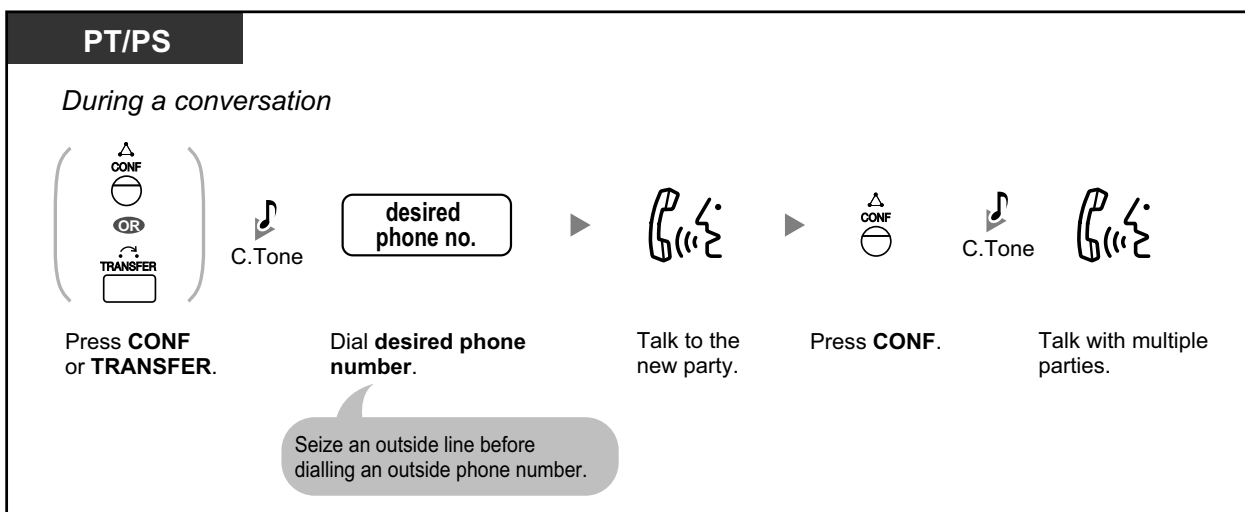 PT/PS
During a conversation
CONF
OR
TRANSFER
C.Tone
desired
phone no.
CONF
C.Tone
Press CONF
or TRANSFER.
Dial desired phone
number.
Talk to the
new party.
Press CONF.
Talk with multiple
parties.
Seize an outside line before
dialling an outside phone number.